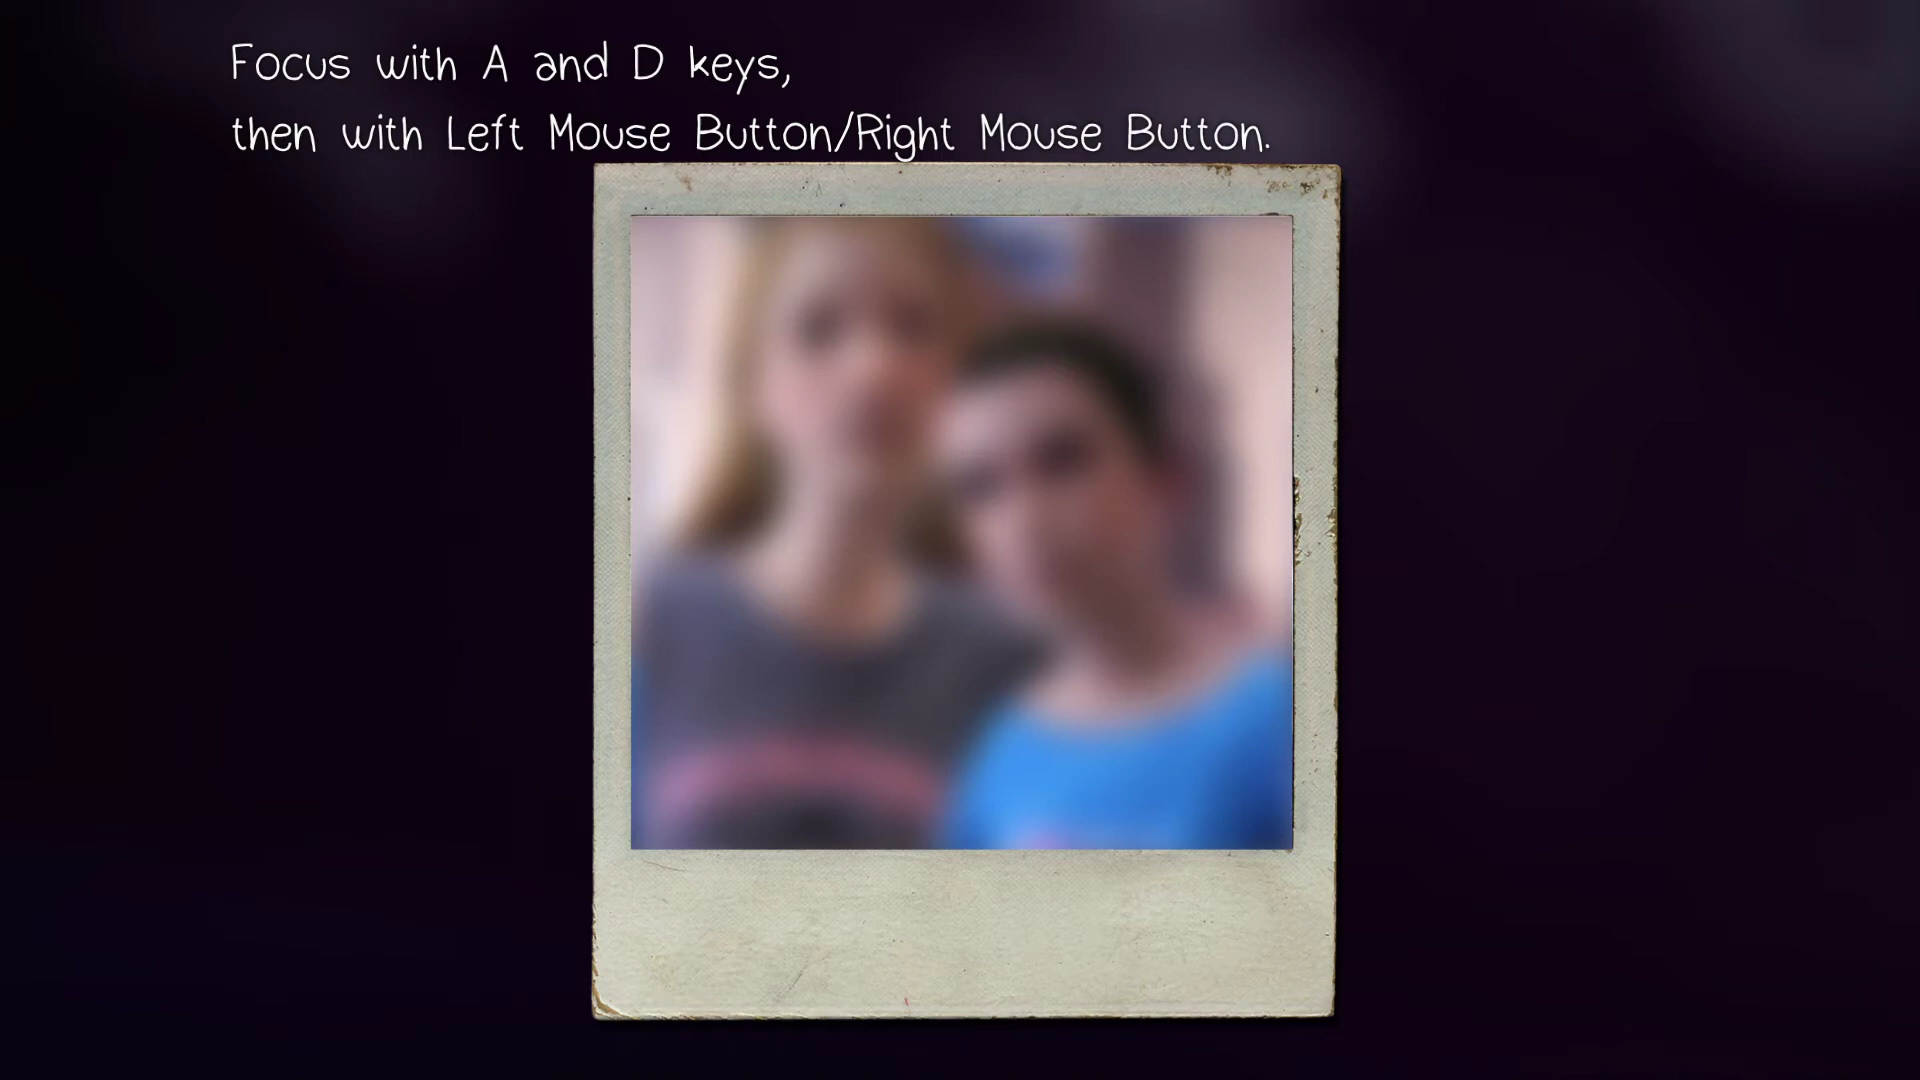 Focus with A and D keys,
then with Left Mouse Button/Right Mouse Button.